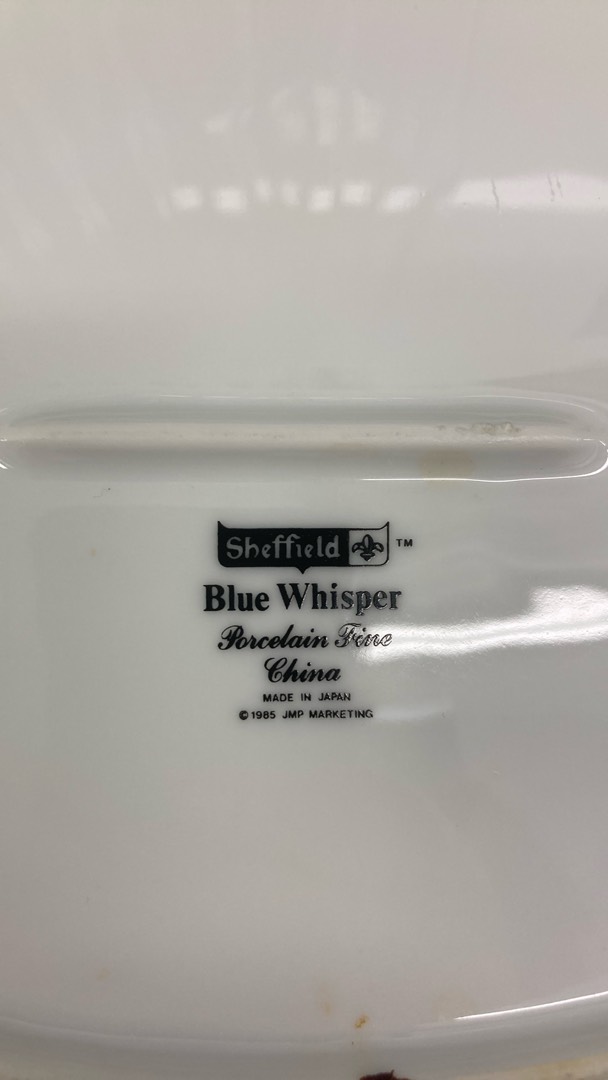 Sheffield TM
Blue Whisper
Porcelain Fine
China
MADE IN JAPAN
© 1985 JMP MARKETING